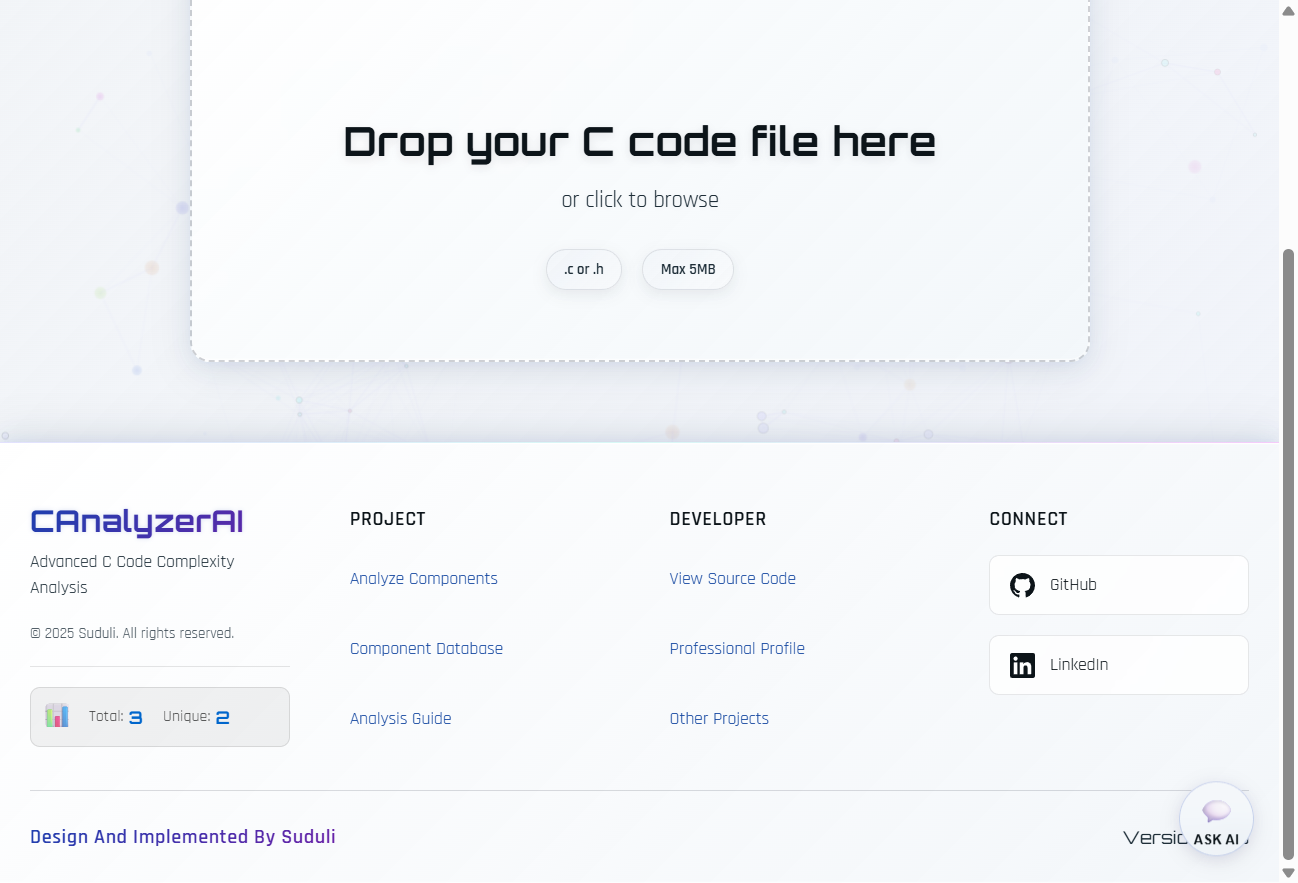 Drop your C code file here
or click to browse
.c or .h
Max 5MB
CAnalyzerAI
Advanced C Code Complexity
Analysis
© 2025 Suduli. All rights reserved.
Total: 3 Unique: 2
PROJECT
Analyze Components
Component Database
Analysis Guide
DEVELOPER
View Source Code
Professional Profile
Other Projects
CONNECT
GitHub
LinkedIn
Design And Implemented By Suduli
ASK AI